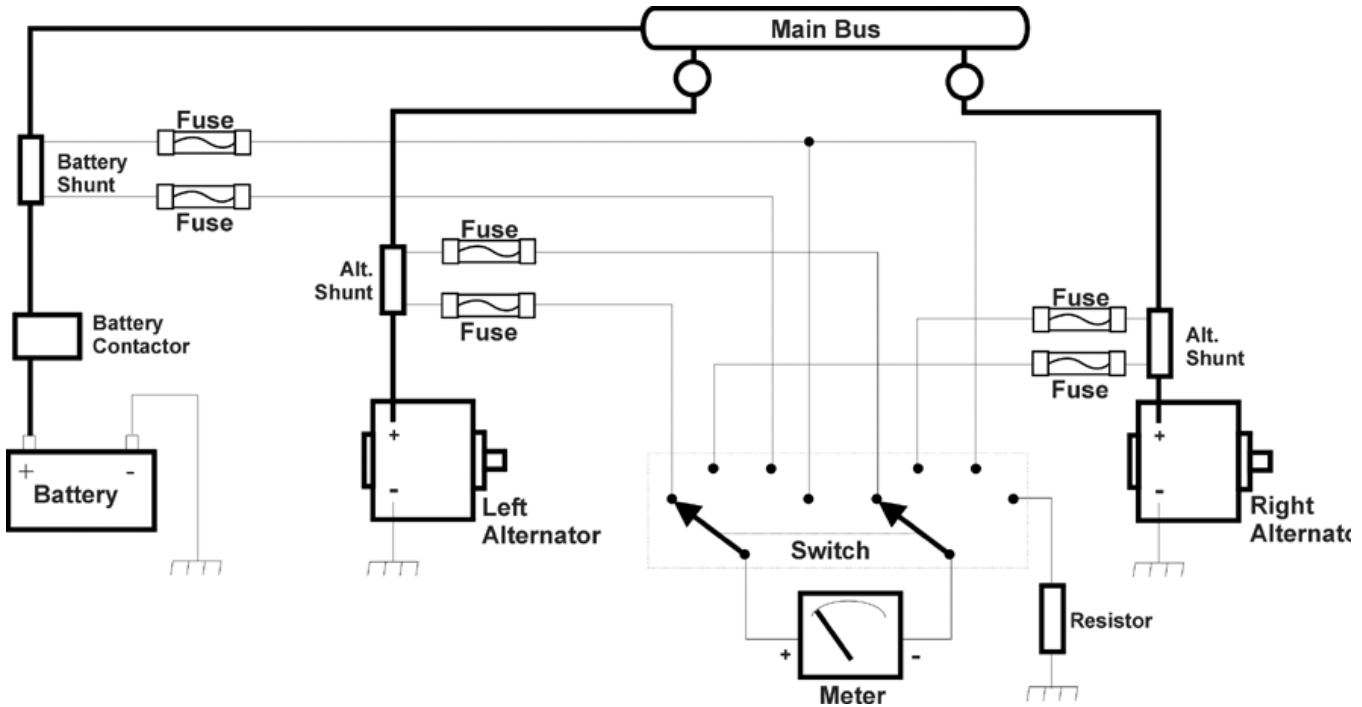 Main Bus
Fuse
Battery
Shunt
Fuse
Fuse
Alt.
Shunt
Fuse
Fuse
Alt.
Shunt
Fuse
Battery
Contactor
+ -
Battery
+
-
Left
Alternator
+
-
Right
Alternato
Switch
Resistor
+ -
Meter